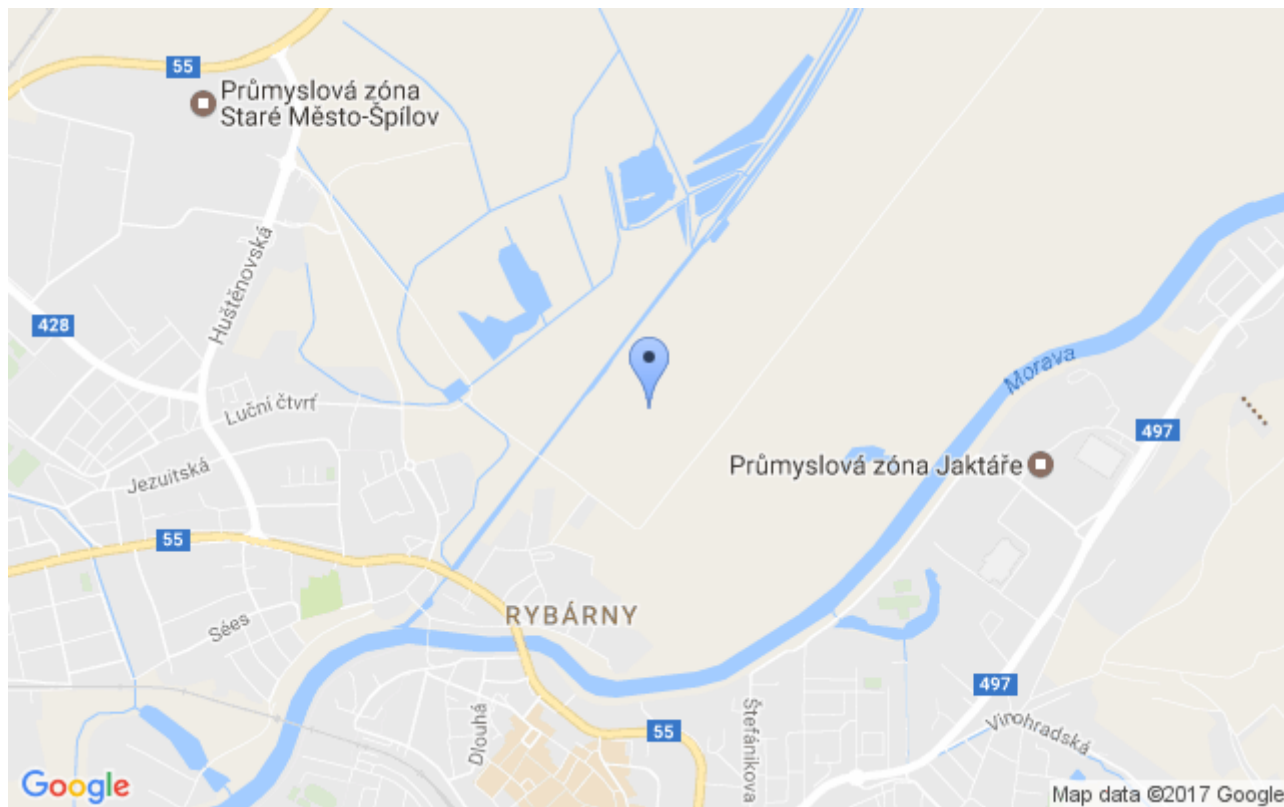 55
Průmyslová zóna
Staré Město-Špílov
Huštěnovská
428
Luční čtvrť
Jezuitská
Morava
497
Průmyslová zóna Jaktáře
55
RYBÁRNY
Sées
497
Dlouhá
55
Štefánikova
Vinohradská
Google
Map data ©2017 Google